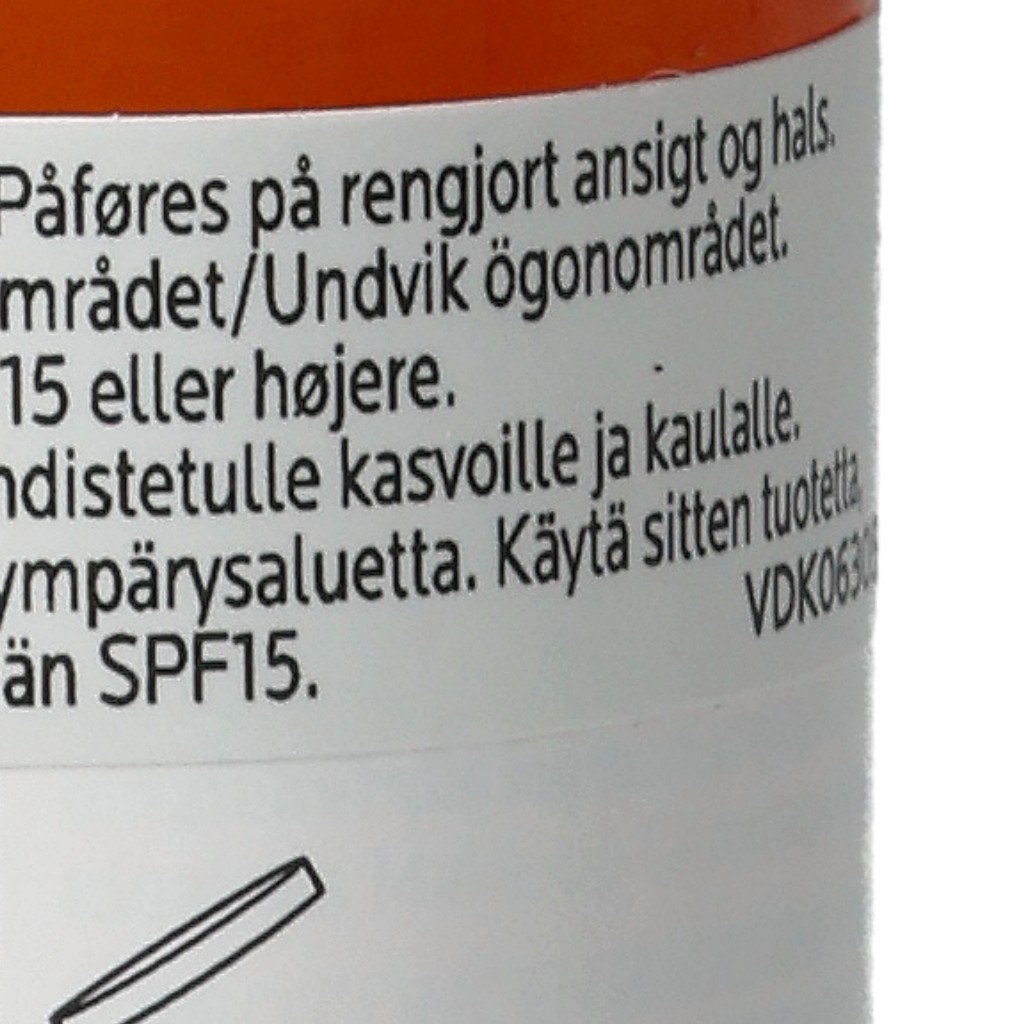 Påføres på rengjort ansigt og hals.
mrådet/Undvik ögonområdet.
15 eller højere.
ndistetulle kasvoille ja kaulalle.
ympärysaluetta. Käytä sitten tuotetta,
än SPF15.